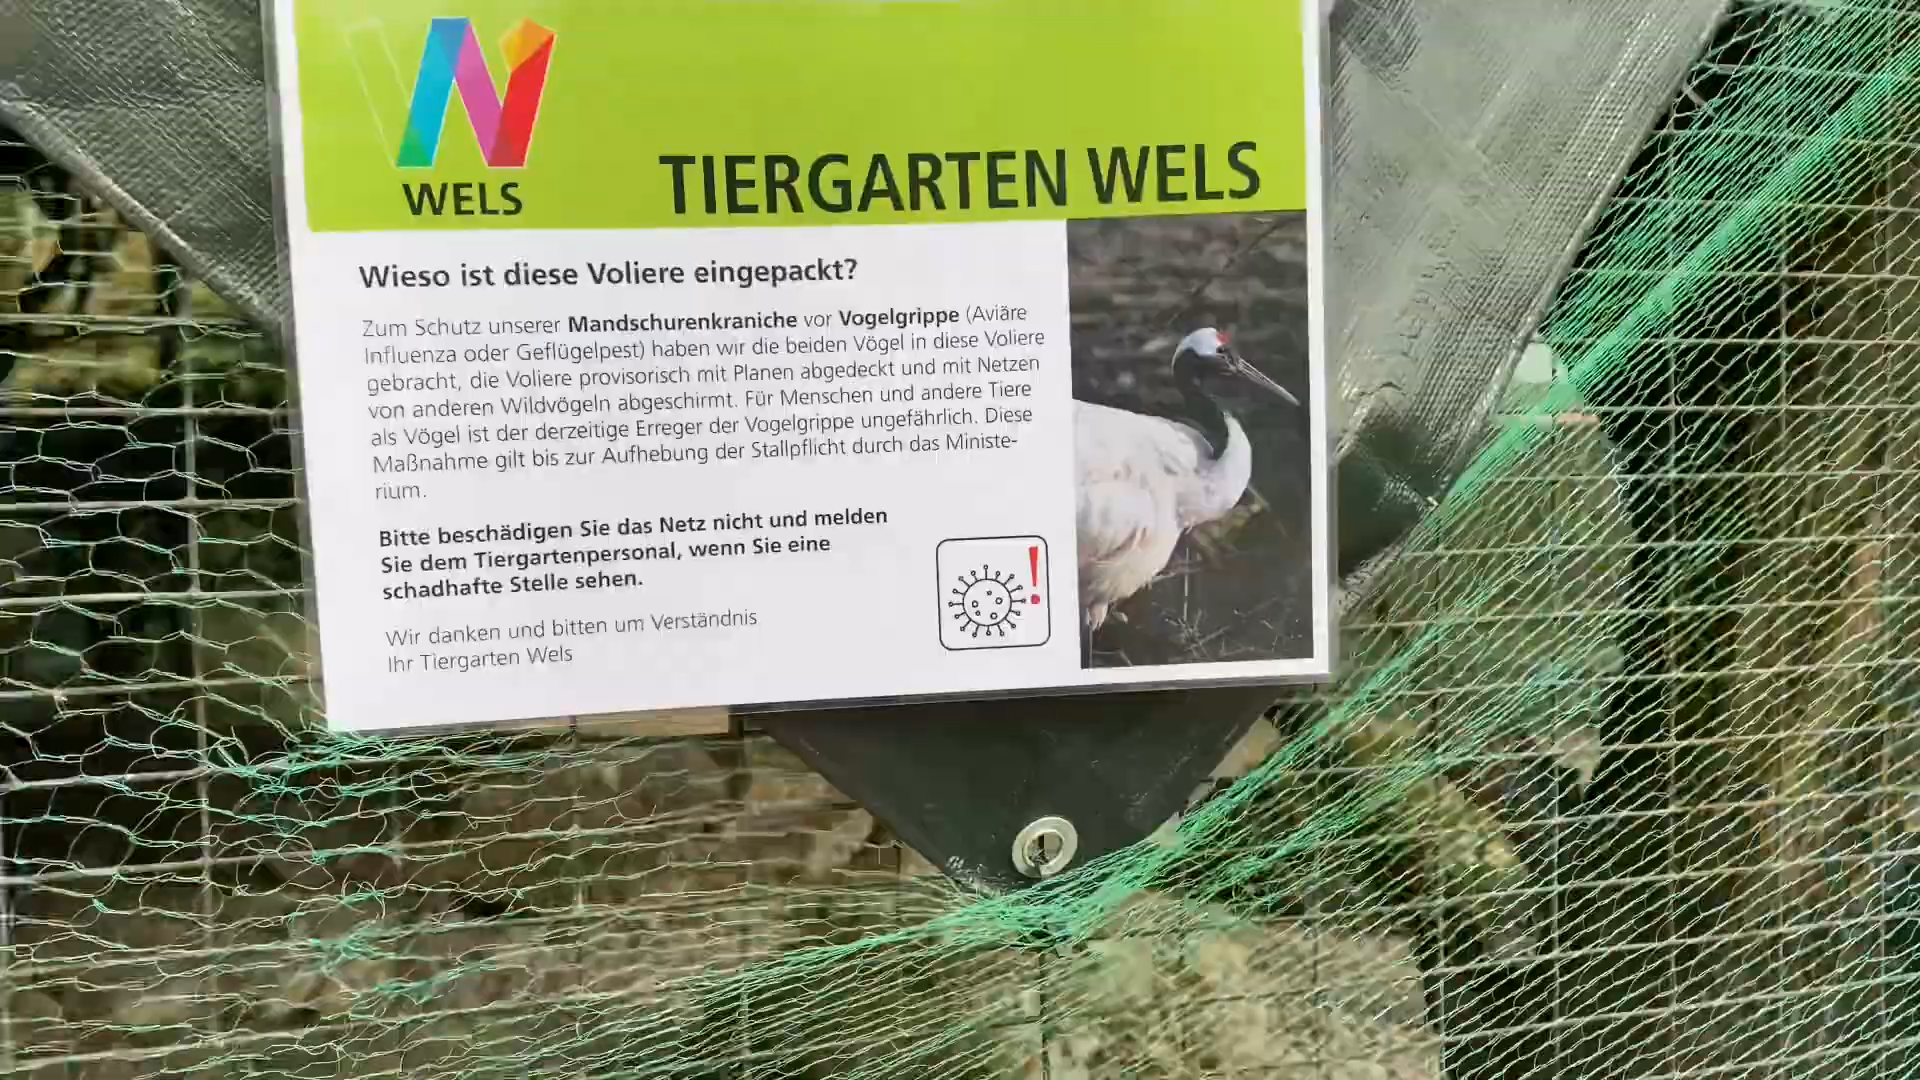 WELS
TIERGARTEN WELS
Wieso ist diese Voliere eingepackt?
Zum Schutz unserer Mandschurenkraniche vor Vogelgrippe (Aviäre
Influenza oder Geflügelpest) haben wir die beiden Vögel in diese Voliere
gebracht, die Voliere provisorisch mit Planen abgedeckt und mit Netzen
von anderen Wildvögeln abgeschirmt. Für Menschen und andere Tiere
als Vögel ist der derzeitige Erreger der Vogelgrippe ungefährlich. Diese
Maßnahme gilt bis zur Aufhebung der Stallpflicht durch das Ministe-
rium.
Bitte beschädigen Sie das Netz nicht und melden
Sie dem Tiergartenpersonal, wenn Sie eine
schadhafte Stelle sehen.
Wir danken und bitten um Verständnis
Ihr Tiergarten Wels